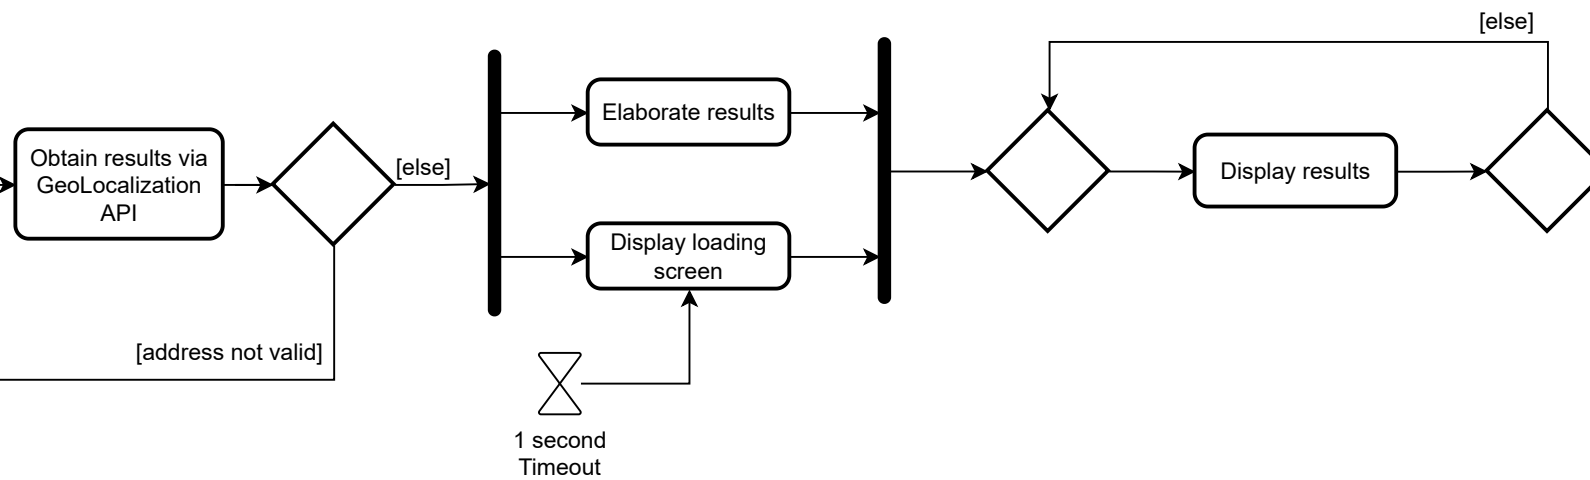 Obtain results via
GeoLocalization
API
[else]
[address not valid]
Elaborate results
Display loading
screen
1 second
Timeout
Display results
[else]